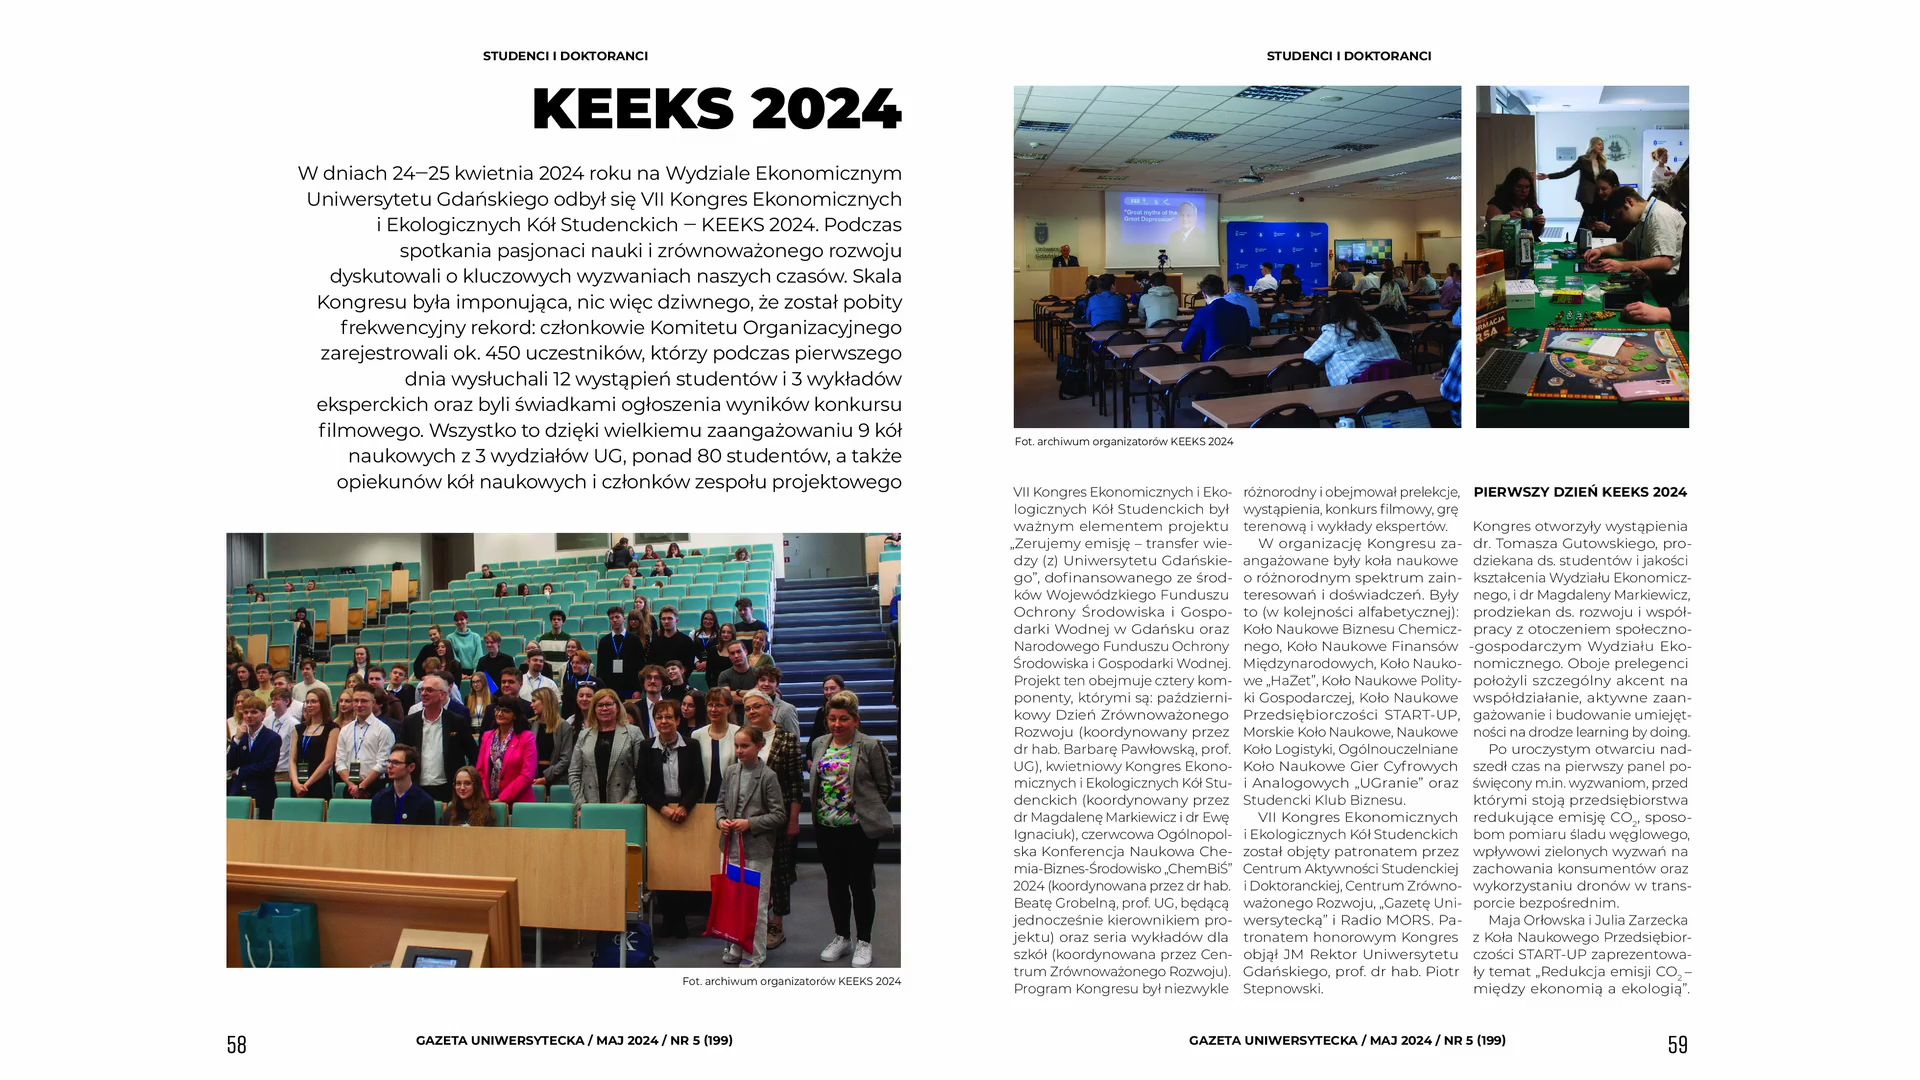 STUDENCI I DOKTORANCI
KEEKS 2024
W dniach 24–25 kwietnia 2024 roku na Wydziale Ekonomicznym
Uniwersytetu Gdańskiego odbył się VII Kongres Ekonomicznych
i Ekologicznych Kół Studenckich – KEEKS 2024. Podczas
spotkania pasjonaci nauki i zrównoważonego rozwoju
dyskutowali o kluczowych wyzwaniach naszych czasów. Skala
Kongresu była imponująca, nic więc dziwnego, że został pobity
frekwencyjny rekord: członkowie Komitetu Organizacyjnego
zarejestrowali ok. 450 uczestników, którzy podczas pierwszego
dnia wysłuchali 12 wystąpień studentów i 3 wykładów
eksperckich oraz byli świadkami ogłoszenia wyników konkursu
filmowego. Wszystko to dzięki wielkiemu zaangażowaniu 9 kół
naukowych z 3 wydziałów UG, ponad 80 studentów, a także
opiekunów kół naukowych i członków zespołu projektowego
Fot. archiwum organizatorów KEEKS 2024
58
GAZETA UNIWERSYTECKA / MAJ 2024 / NR 5 (199)
STUDENCI I DOKTORANCI
"Great myths of the
Great Depression"
Fot. archiwum organizatorów KEEKS 2024
VII Kongres Ekonomicznych i Eko-
logicznych Kół Studenckich był
ważnym elementem projektu
„Zerujemy emisję – transfer wie-
dzy (z) Uniwersytetu Gdańskie-
go”, dofinansowanego ze środ-
ków Wojewódzkiego Funduszu
Ochrony Środowiska i Gospo-
darki Wodnej w Gdańsku oraz
Narodowego Funduszu Ochrony
Środowiska i Gospodarki Wodnej.
Projekt ten obejmuje cztery kom-
ponenty, którymi są: październi-
kowy Dzień Zrównoważonego
Rozwoju (koordynowany przez
dr hab. Barbarę Pawłowską, prof.
UG), kwietniowy Kongres Ekono-
micznych i Ekologicznych Kół Stu-
denckich (koordynowany przez
dr Magdalenę Markiewicz i dr Ewę
Ignaciuk), czerwcowa Ogólnopol-
ska Konferencja Naukowa Che-
mia-Biznes-Środowisko „ChemBiŚ”
2024 (koordynowana przez dr hab.
Beatę Grobelną, prof. UG, będącą
jednocześnie kierownikiem pro-
jektu) oraz seria wykładów dla
szkół (koordynowana przez Cen-
trum Zrównoważonego Rozwoju).
Program Kongresu był niezwykle
różnorodny i obejmował prelekcje,
wystąpienia, konkurs filmowy, grę
terenową i wykłady ekspertów.
W organizację Kongresu za-
angażowane były koła naukowe
o różnorodnym spektrum zain-
teresowań i doświadczeń. Były
to (w kolejności alfabetycznej):
Koło Naukowe Biznesu Chemicz-
nego, Koło Naukowe Finansów
Międzynarodowych, Koło Nauko-
we „HaZet”, Koło Naukowe Polity-
ki Gospodarczej, Koło Naukowe
Przedsiębiorczości START-UP,
Morskie Koło Naukowe, Naukowe
Koło Logistyki, Ogólnouczelniane
Koło Naukowe Gier Cyfrowych
i Analogowych „UGranie” oraz
Studencki Klub Biznesu.
VII Kongres Ekonomicznych
i Ekologicznych Kół Studenckich
został objęty patronatem przez
Centrum Aktywności Studenckiej
i Doktoranckiej, Centrum Zrówno-
ważonego Rozwoju, „Gazetę Uni-
wersytecką” i Radio MORS. Pa-
tronatem honorowym Kongres
objął JM Rektor Uniwersytetu
Gdańskiego, prof. dr hab. Piotr
Stepnowski.
PIERWSZY DZIEŃ KEEKS 2024
Kongres otworzyły wystąpienia
dr. Tomasza Gutowskiego, pro-
dziekana ds. studentów i jakości
kształcenia Wydziału Ekonomicz-
nego, i dr Magdaleny Markiewicz,
prodziekan ds. rozwoju i współ-
pracy z otoczeniem społeczno-
-gospodarczym Wydziału Eko-
nomicznego. Oboje prelegenci
położyli szczególny akcent na
współdziałanie, aktywne zaan-
gażowanie i budowanie umiejęt-
ności na drodze learning by doing.
Po uroczystym otwarciu nad-
szedł czas na pierwszy panel po-
święcony m.in. wyzwaniom, przed
którymi stoją przedsiębiorstwa
redukujące emisję CO₂, sposo-
bom pomiaru śladu węglowego,
wpływowi zielonych wyzwań na
zachowania konsumentów oraz
wykorzystaniu dronów w trans-
porcie bezpośrednim.
Maja Orłowska i Julia Zarzecka
z Koła Naukowego Przedsiębior-
czości START-UP zaprezentowa-
ły temat „Redukcja emisji CO₂ –
między ekonomią a ekologią”.
GAZETA UNIWERSYTECKA / MAJ 2024 / NR 5 (199)
59